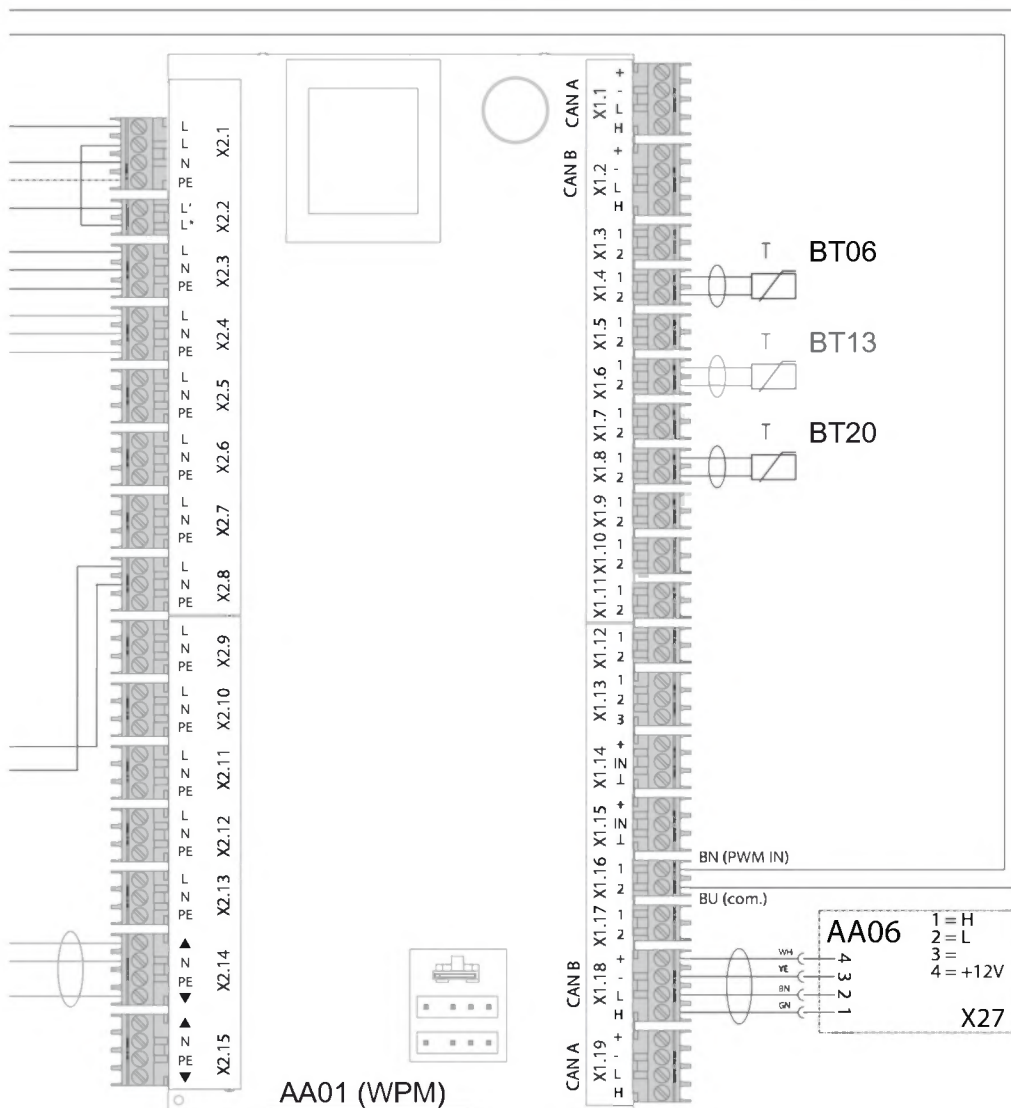 L
L
N
PE
X2.1
L'
L*
X2.2
L
N
PE
X2.3
L
N
PE
X2.4
L
N
PE
X2.5
L
N
PE
X2.6
L
N
PE
X2.7
L
N
PE
X2.8
L
N
PE
X2.9
L
N
PE
X2.10
L
N
PE
X2.11
L
N
PE
X2.12
L
N
PE
X2.13
▲
N
PE
▼
X2.14
▲
N
PE
▼
X2.15
AA01 (WPM)
CAN A
X1.1
+
-
L
H
CAN B
X1.2
+
-
L
H
X1.3
1
2
X1.4
1
2
X1.5
1
2
X1.6
1
2
X1.7
1
2
X1.8
1
2
X1.9
1
2
X1.10
1
2
X1.11
1
2
X1.12
1
2
X1.13
1
2
3
X1.14
+
IN
⊥
X1.15
+
IN
⊥
X1.16
1
2
X1.17
1
2
CAN B
X1.18
+
-
L
H
CAN A
X1.19
+
-
L
H
T BT06
T BT13
T BT20
BN (PWM IN)
BU (com.)
WH
YE
BN
GN
4
3
2
1
AA06
1 = H
2 = L
3 =
4 = +12V
X27